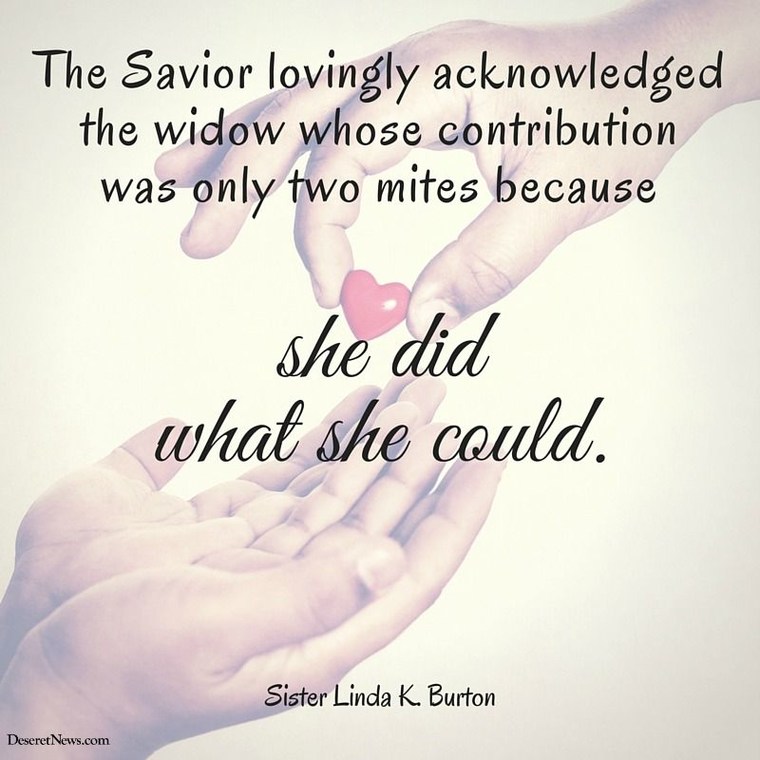 The Savior lovingly acknowledged
the widow whose contribution
was only two mites because
she did
what she could.
Sister Linda K. Burton
DeseretNews.com